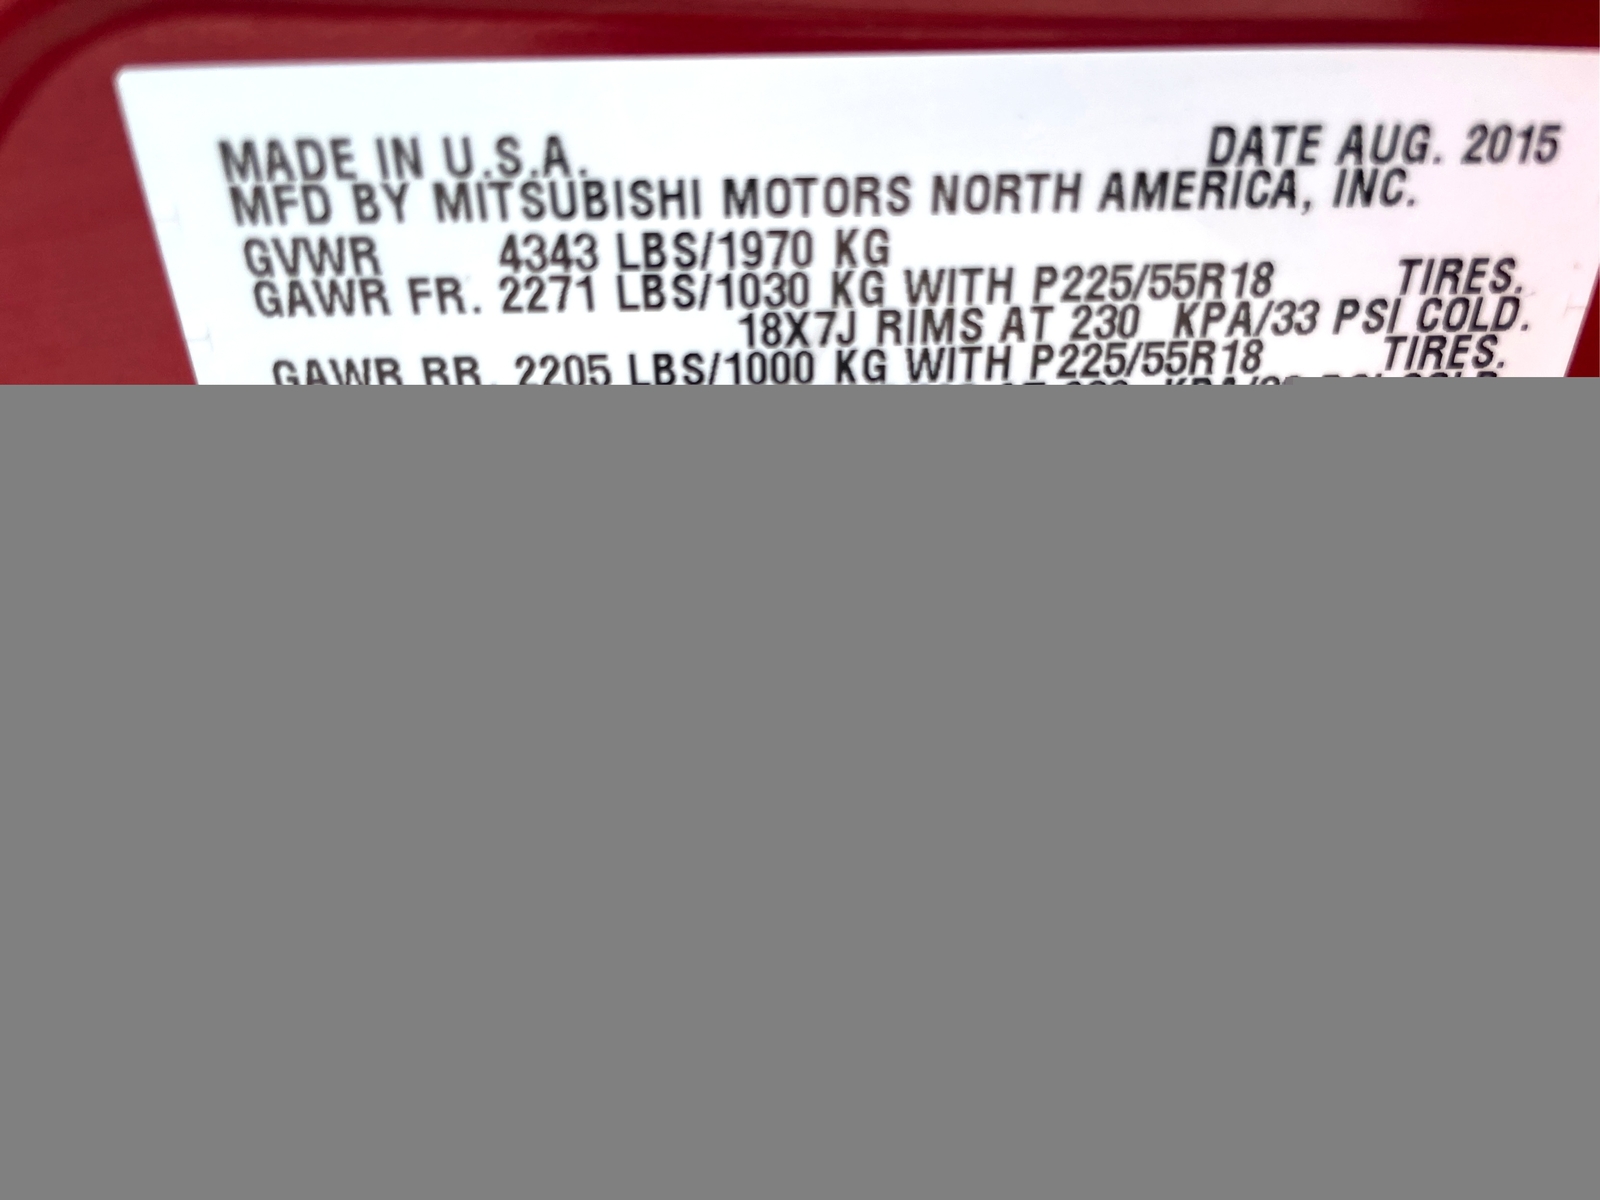 MADE IN U.S.A. DATE AUG. 2015
MFD BY MITSUBISHI MOTORS NORTH AMERICA, INC.
GVWR 4343 LBS/1970 KG
GAWR FR. 2271 LBS/1030 KG WITH P225/55R18 TIRES.
18X7J RIMS AT 230 KPA/33 PSI COLD.
GAWR RR. 2205 LBS/1000 KG WITH P225/55R18 TIRES.